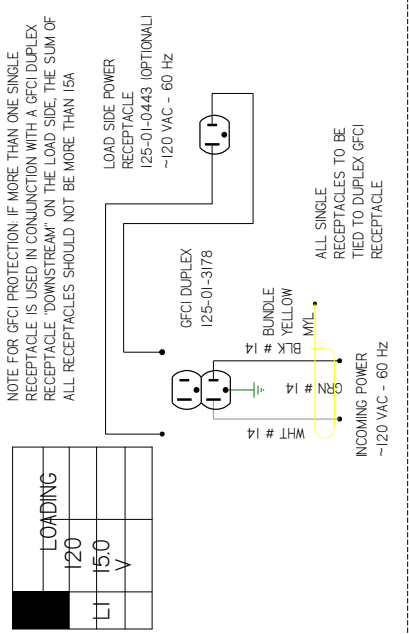 NOTE FOR GFCI PROTECTION: IF MORE THAN ONE SINGLE
RECEPTACLE IS USED IN CONJUNCTION WITH A GFCI DUPLEX
RECEPTACLE "DOWNSTREAM" ON THE LOAD SIDE, THE SUM OF
ALL RECEPTACLES SHOULD NOT BE MORE THAN 15A
LOADING
120
L1 15.0
V
LOAD SIDE POWER
RECEPTACLE
125-01-0443 (OPTIONAL)
~120 VAC - 60 Hz
GFCI DUPLEX
125-01-3178
WHT # 14
GRN # 14
BLK # 14
BUNDLE
YELLOW
MYL
INCOMING POWER
~120 VAC - 60 Hz
ALL SINGLE
RECEPTACLES TO BE
TIED TO DUPLEX GFCI
RECEPTACLE